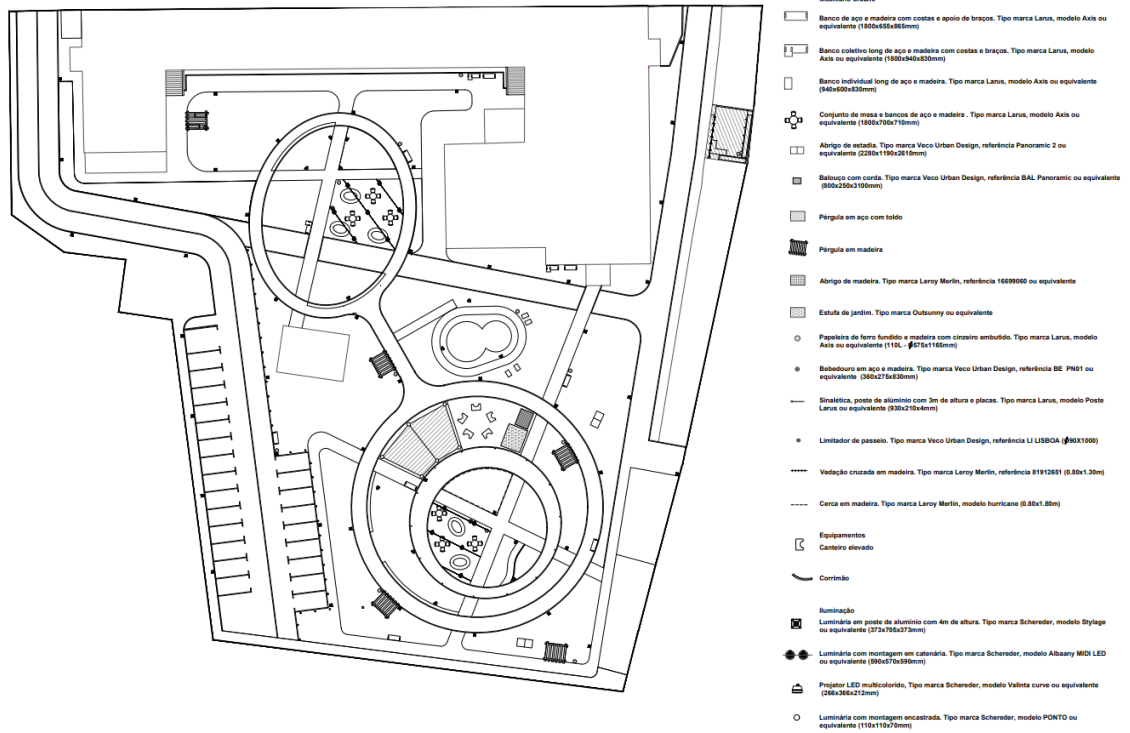 Mobiliário urbano
Banco de aço e madeira com costas e apoio de braços. Tipo marca Larus, modelo Axis ou
equivalente (1800x655x865mm)
Banco coletivo long de aço e madeira com costas e braços. Tipo marca Larus, modelo
Axis ou equivalente (1800x940x830mm)
Banco individual long de aço e madeira. Tipo marca Larus, modelo Axis ou equivalente
(940x600x830mm)
Conjunto de mesa e bancos de aço e madeira . Tipo marca Larus, modelo Axis ou
equivalente (1800x700x710mm)
Abrigo de estadia. Tipo marca Veco Urban Design, referência Panoramic 2 ou
equivalente (2280x1190x2610mm)
Balouço com corda. Tipo marca Veco Urban Design, referência BAL Panoramic ou equivalente
(800x250x3100mm)
Pérgula em aço com toldo
Pérgula em madeira
Abrigo de madeira. Tipo marca Leroy Merlin, referência 16699060 ou equivalente
Estufa de jardim. Tipo marca Outsunny ou equivalente
Papeleira de ferro fundido e madeira com cinzeiro embutido. Tipo marca Larus, modelo
Axis ou equivalente (110L - ϕ575x1165mm)
Bebedouro em aço e madeira. Tipo marca Veco Urban Design, referência BE PN01 ou
equivalente (360x275x830mm)
Sinalética, poste de alúminio com 3m de altura e placas. Tipo marca Larus, modelo Poste
Larus ou equivalente (930x210x4mm)
Limitador de passeio. Tipo marca Veco Urban Design, referência LI LISBOA (ϕ90X1000)
Vedação cruzada em madeira. Tipo marca Leroy Merlin, referência 81912651 (0.80x1.30m)
Cerca em madeira. Tipo marca Leroy Merlin, modelo hurricane (0.80x1.80m)
Equipamentos
Canteiro elevado
Corrimão
Iluminação
Luminária em poste de alumínio com 4m de altura. Tipo marca Schereder, modelo Stylage
ou equivalente (373x705x373mm)
Luminária com montagem em catenária. Tipo marca Schereder, modelo Albaany MIDI LED
ou equivalente (590x570x590mm)
Projetor LED multicolorido, Tipo marca Schereder, modelo Valinta curve ou equivalente
(266x366x212mm)
Luminária com montagem encastrada. Tipo marca Schereder, modelo PONTO ou
equivalente (110x110x70mm)